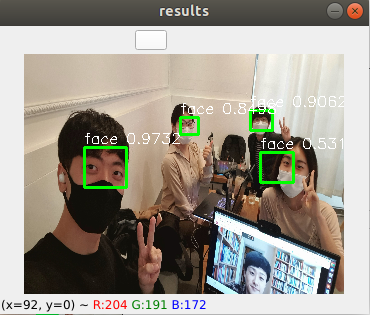 results
face 0.9062
face 0.8498
face 0.9732
face 0.531
(x=92, y=0) ~ R:204 G:191 B:172